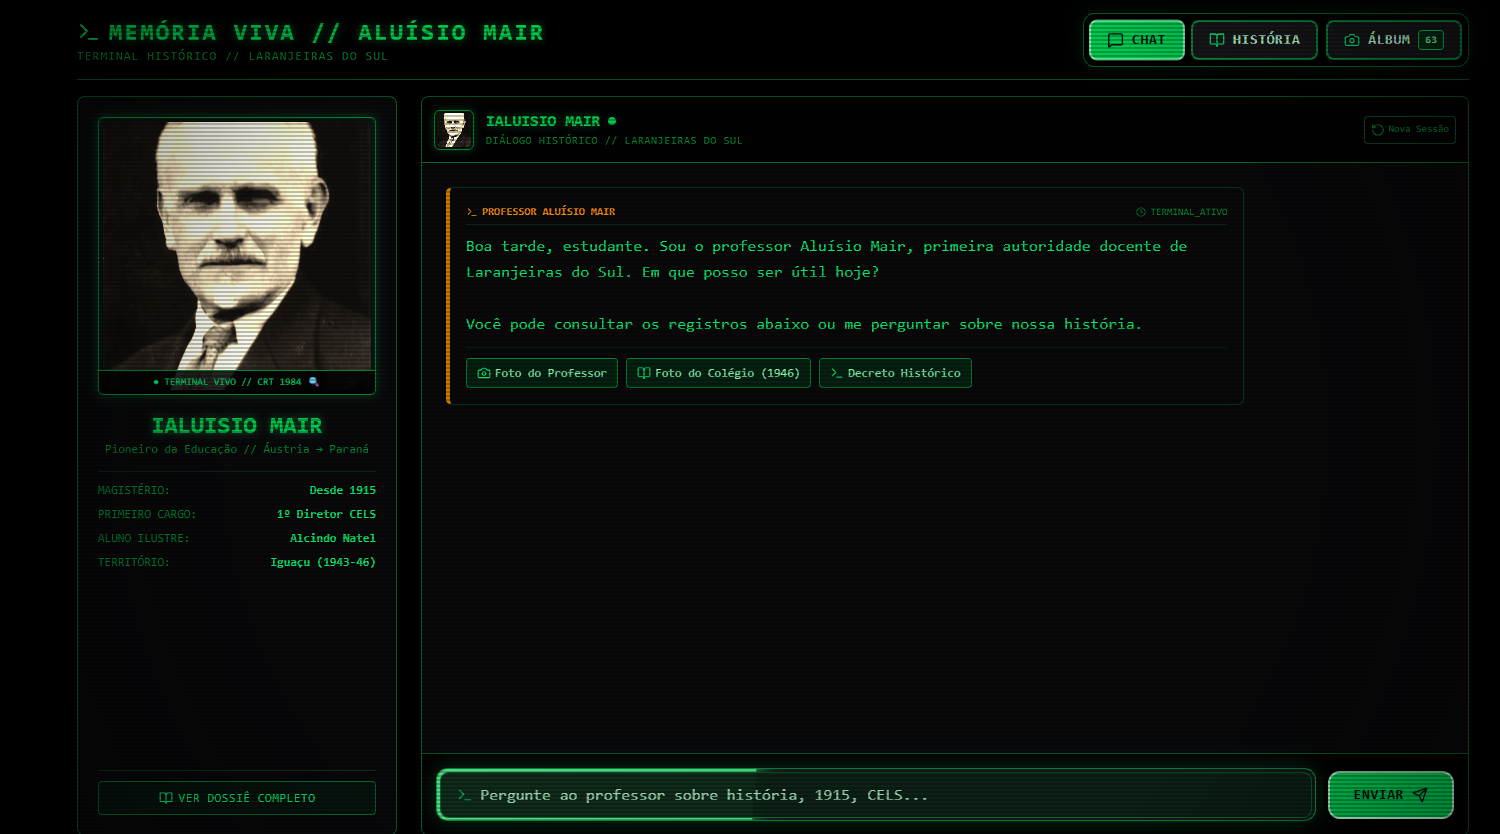 MEMÓRIA VIVA // ALUÍSIO MAIR
TERMINAL HISTÓRICO // LARANJEIRAS DO SUL
CHAT
HISTÓRIA
ÁLBUM 63
TERMINAL VIVO // CRT 1984
IALUISIO MAIR
Pioneiro da Educação // Áustria → Paraná
MAGISTÉRIO: Desde 1915
PRIMEIRO CARGO: 1º Diretor CELS
ALUNO ILUSTRE: Alcindo Natel
TERRITÓRIO: Iguaçu (1943-46)
VER DOSSIÊ COMPLETO
IALUISIO MAIR
DIÁLOGO HISTÓRICO // LARANJEIRAS DO SUL
Nova Sessão
PROFESSOR ALUÍSIO MAIR
TERMINAL_ATIVO
Boa tarde, estudante. Sou o professor Aluísio Mair, primeira autoridade docente de
Laranjeiras do Sul. Em que posso ser útil hoje?
Você pode consultar os registros abaixo ou me perguntar sobre nossa história.
Foto do Professor
Foto do Colégio (1946)
Decreto Histórico
Pergunte ao professor sobre história, 1915, CELS...
ENVIAR